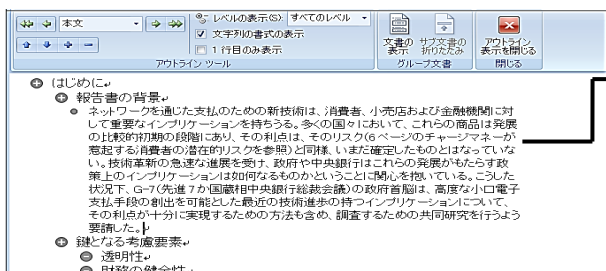 本文
レベルの表示(S): すべてのレベル
文字列の書式の表示
1 行目のみ表示
アウトライン ツール
文書の表示
サブ文書の折りたたみ
グループ文書
アウトライン表示を閉じる
閉じる
はじめに
報告書の背景
ネットワークを通じた支払のための新技術は、消費者、小売店および金融機関に対
して重要なインプリケーションを持ちうる。多くの国々において、これらの商品は発展
の比較的初期の段階にあり、その利点は、そのリスク(6ページのチャージマネーが
惹起する消費者の潜在的リスクを参照)と同様、いまだ確定したものとはなっていな
い。技術革新の急速な進展を受け、政府や中央銀行はこれらの発展がもたらす政
策上のインプリケーションは如何なるものかということに関心を抱いている。こうした
状況下、G-7(先進7か国蔵相中央銀行総裁会議)の政府首脳は、高度な小口電子
支払手段の創出を可能とした最近の技術進歩の持つインプリケーションについて、
その利点が十分に実現するための方法も含め、調査するための共同研究を行うよう
要請した。
鍵となる考慮要素
透明性
財務の健全性